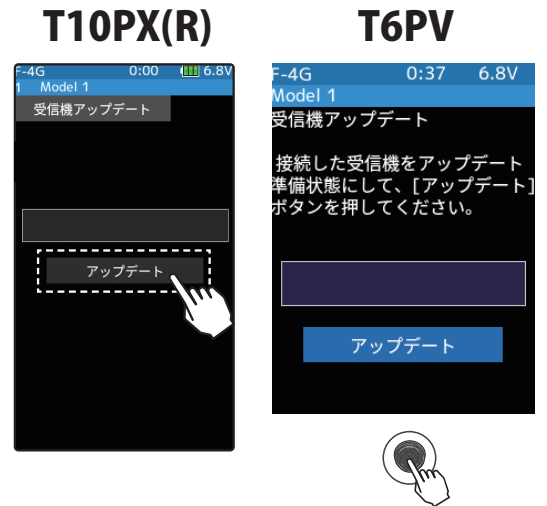 T10PX(R)
F-4G 0:00 6.8V
1 Model 1
受信機アップデート
アップデート
T6PV
F-4G 0:37 6.8V
Model 1
受信機アップデート
接続した受信機をアップデート
準備状態にして、[アップデート]
ボタンを押してください。
アップデート